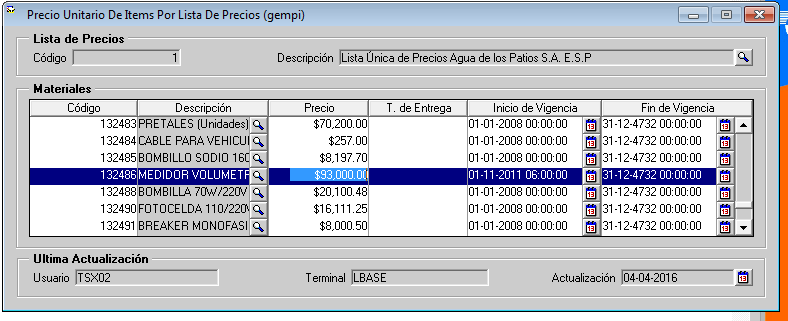 Precio Unitario De Items Por Lista De Precios (gempi)
Lista de Precios
Código 1 Descripción Lista Única de Precios Agua de los Patios S.A. E.S.P
Materiales
Código Descripción Precio T. de Entrega Inicio de Vigencia Fin de Vigencia
132483 PRETALES (Unidades) $70,200.00 01-01-2008 00:00:00 31-12-4732 00:00:00
132484 CABLE PARA VEHICUL $257.00 01-01-2008 00:00:00 31-12-4732 00:00:00
132485 BOMBILLO SODIO 160 $8,197.70 01-01-2008 00:00:00 31-12-4732 00:00:00
132486 MEDIDOR VOLUMETR $93,000.00 01-11-2011 06:00:00 31-12-4732 00:00:00
132488 BOMBILLA 70W/220V $20,100.48 01-01-2008 00:00:00 31-12-4732 00:00:00
132490 FOTOCELDA 110/220V $16,111.25 01-01-2008 00:00:00 31-12-4732 00:00:00
132491 BREAKER MONOFASI $8,000.50 01-01-2008 00:00:00 31-12-4732 00:00:00
Ultima Actualización
Usuario TSX02 Terminal LBASE Actualización 04-04-2016